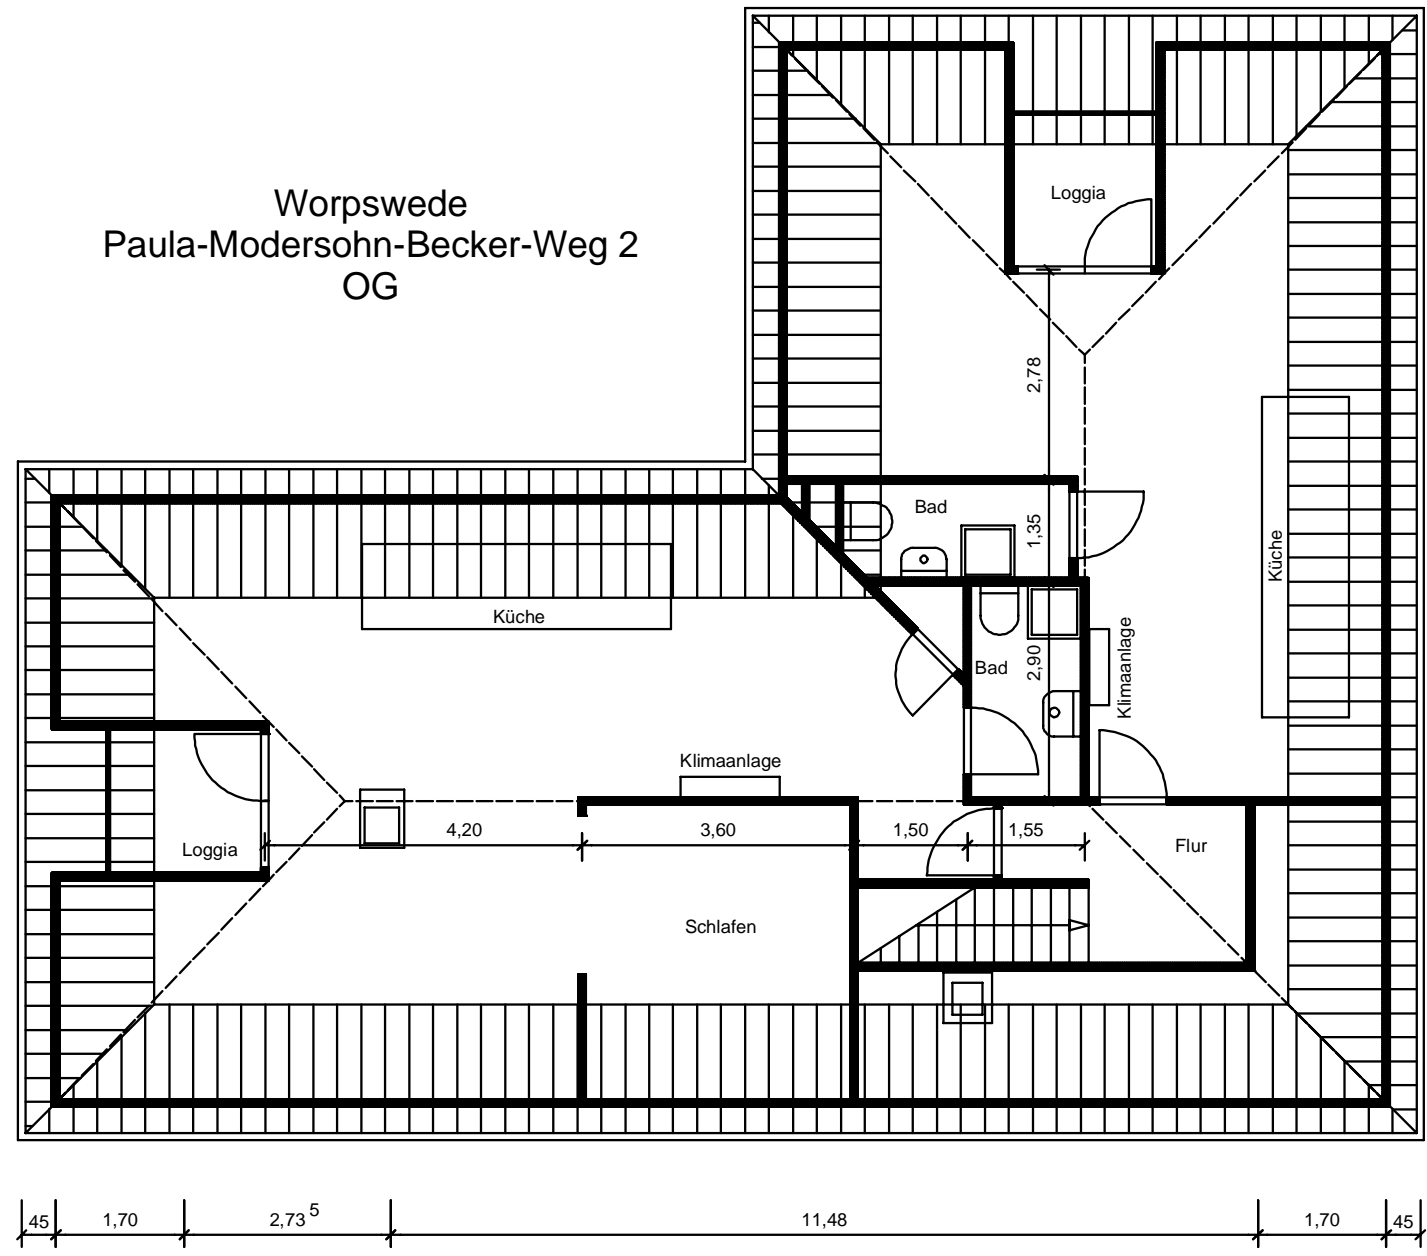 Worpswede
Paula-Modersohn-Becker-Weg 2
OG
Loggia
2,78
Bad
1,35
Küche
Küche
Bad
2,90
Klimaanlage
Klimaanlage
4,20
3,60
1,50
1,55
Flur
Loggia
Schlafen
45
1,70
2,73 5
11,48
1,70
45